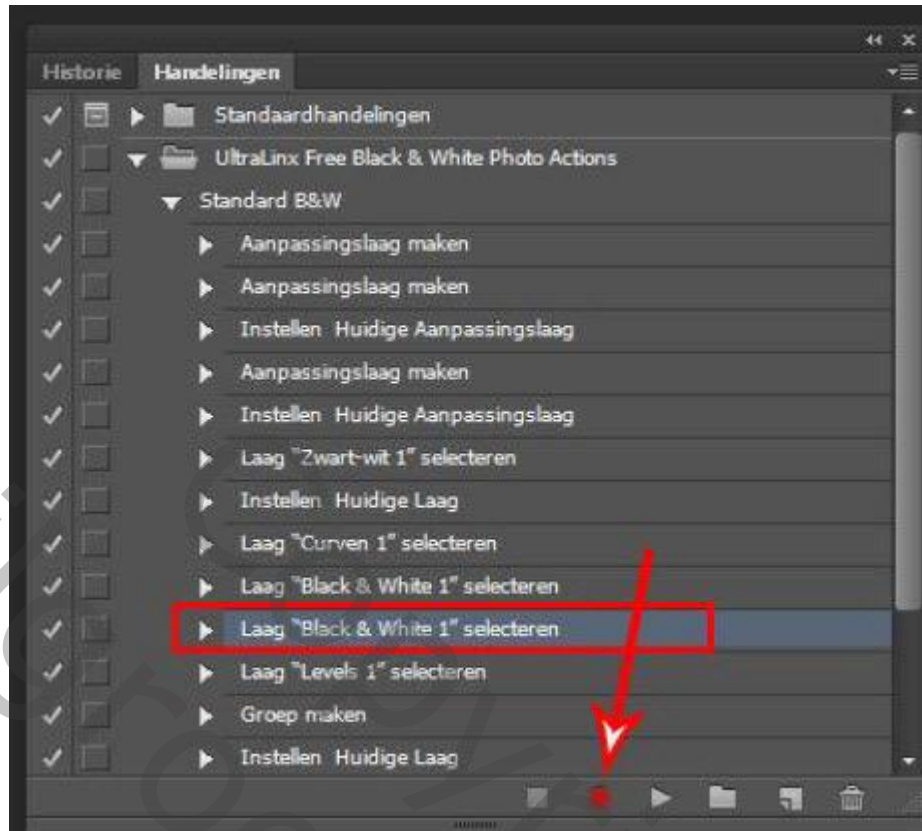 Historie Handelingen
Standaardhandelingen
UltraLinx Free Black & White Photo Actions
Standard B&W
Aanpassingslaag maken
Aanpassingslaag maken
Instellen Huidige Aanpassingslaag
Aanpassingslaag maken
Instellen Huidige Aanpassingslaag
Laag "Zwart-wit 1" selecteren
Instellen Huidige Laag
Laag "Curven 1" selecteren
Laag "Black & White 1" selecteren
Laag "Black & White 1" selecteren
Laag "Levels 1" selecteren
Groep maken
Instellen Huidige Laag